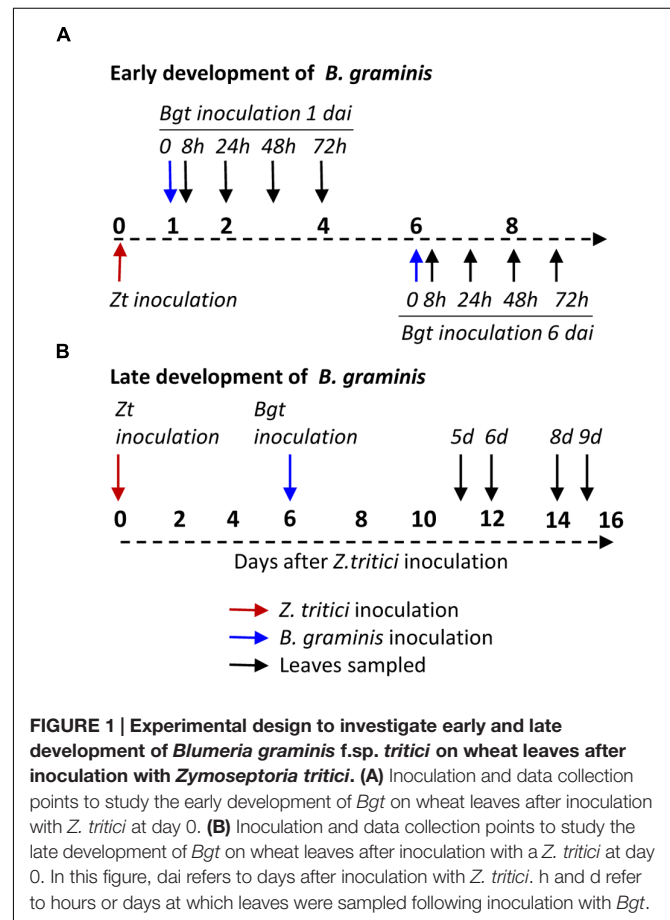 A
Early development of B. graminis
Bgt inoculation 1 dai
0 8h 24h 48h 72h
0 1 2 4 6 8
Zt inoculation
0 8h 24h 48h 72h
Bgt inoculation 6 dai
B
Late development of B. graminis
Zt inoculation
Bgt inoculation
5d 6d 8d 9d
0 2 4 6 8 10 12 14 16
Days after Z.tritici inoculation
Z. tritici inoculation
B. graminis inoculation
Leaves sampled
FIGURE 1 | Experimental design to investigate early and late
development of Blumeria graminis f.sp. tritici on wheat leaves after
inoculation with Zymoseptoria tritici. (A) Inoculation and data collection
points to study the early development of Bgt on wheat leaves after inoculation
with Z. tritici at day 0. (B) Inoculation and data collection points to study the
late development of Bgt on wheat leaves after inoculation with a Z. tritici at day
0. In this figure, dai refers to days after inoculation with Z. tritici. h and d refer
to hours or days at which leaves were sampled following inoculation with Bgt.